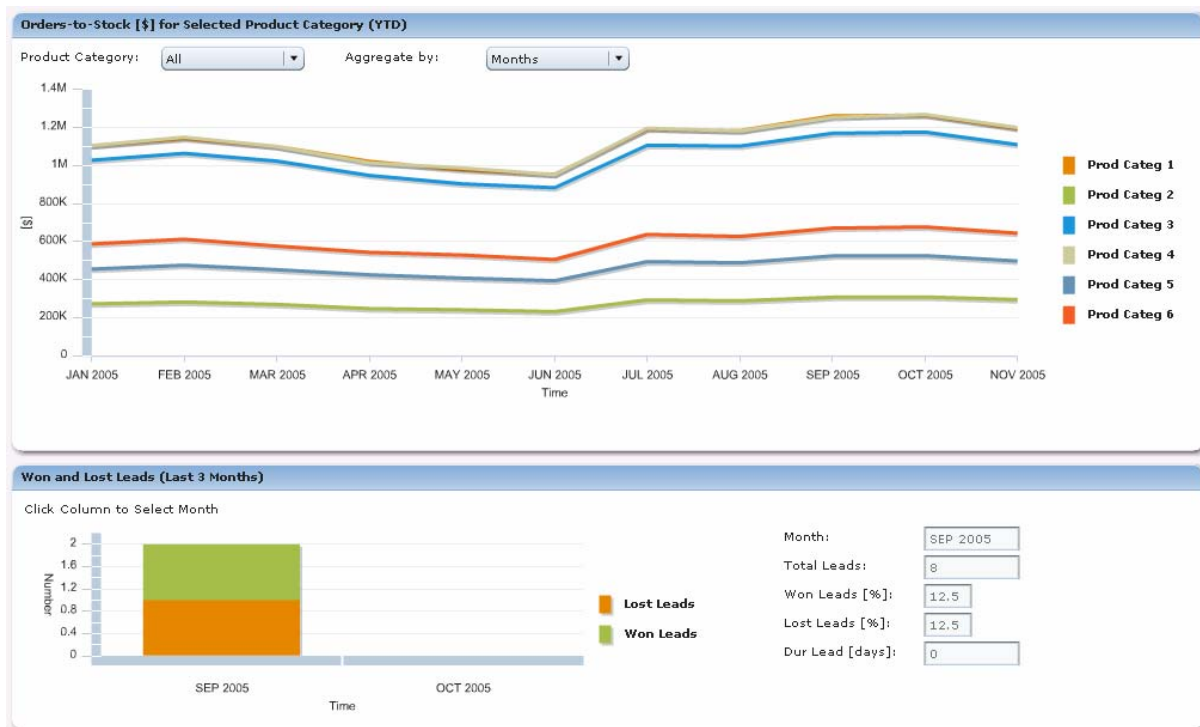 Orders-to-Stock [$] for Selected Product Category (YTD)
Product Category: All Aggregate by: Months
1.4M
1.2M
1M
800K
600K
400K
200K
0
[$]
JAN 2005 FEB 2005 MAR 2005 APR 2005 MAY 2005 JUN 2005 JUL 2005 AUG 2005 SEP 2005 OCT 2005 NOV 2005
Time
Prod Categ 1
Prod Categ 2
Prod Categ 3
Prod Categ 4
Prod Categ 5
Prod Categ 6
Won and Lost Leads (Last 3 Months)
Click Column to Select Month
2
1.6
1.2
0.8
0.4
0
Number
SEP 2005 OCT 2005
Time
Lost Leads
Won Leads
Month: SEP 2005
Total Leads: 8
Won Leads [%]: 12.5
Lost Leads [%]: 12.5
Dur Lead [days]: 0